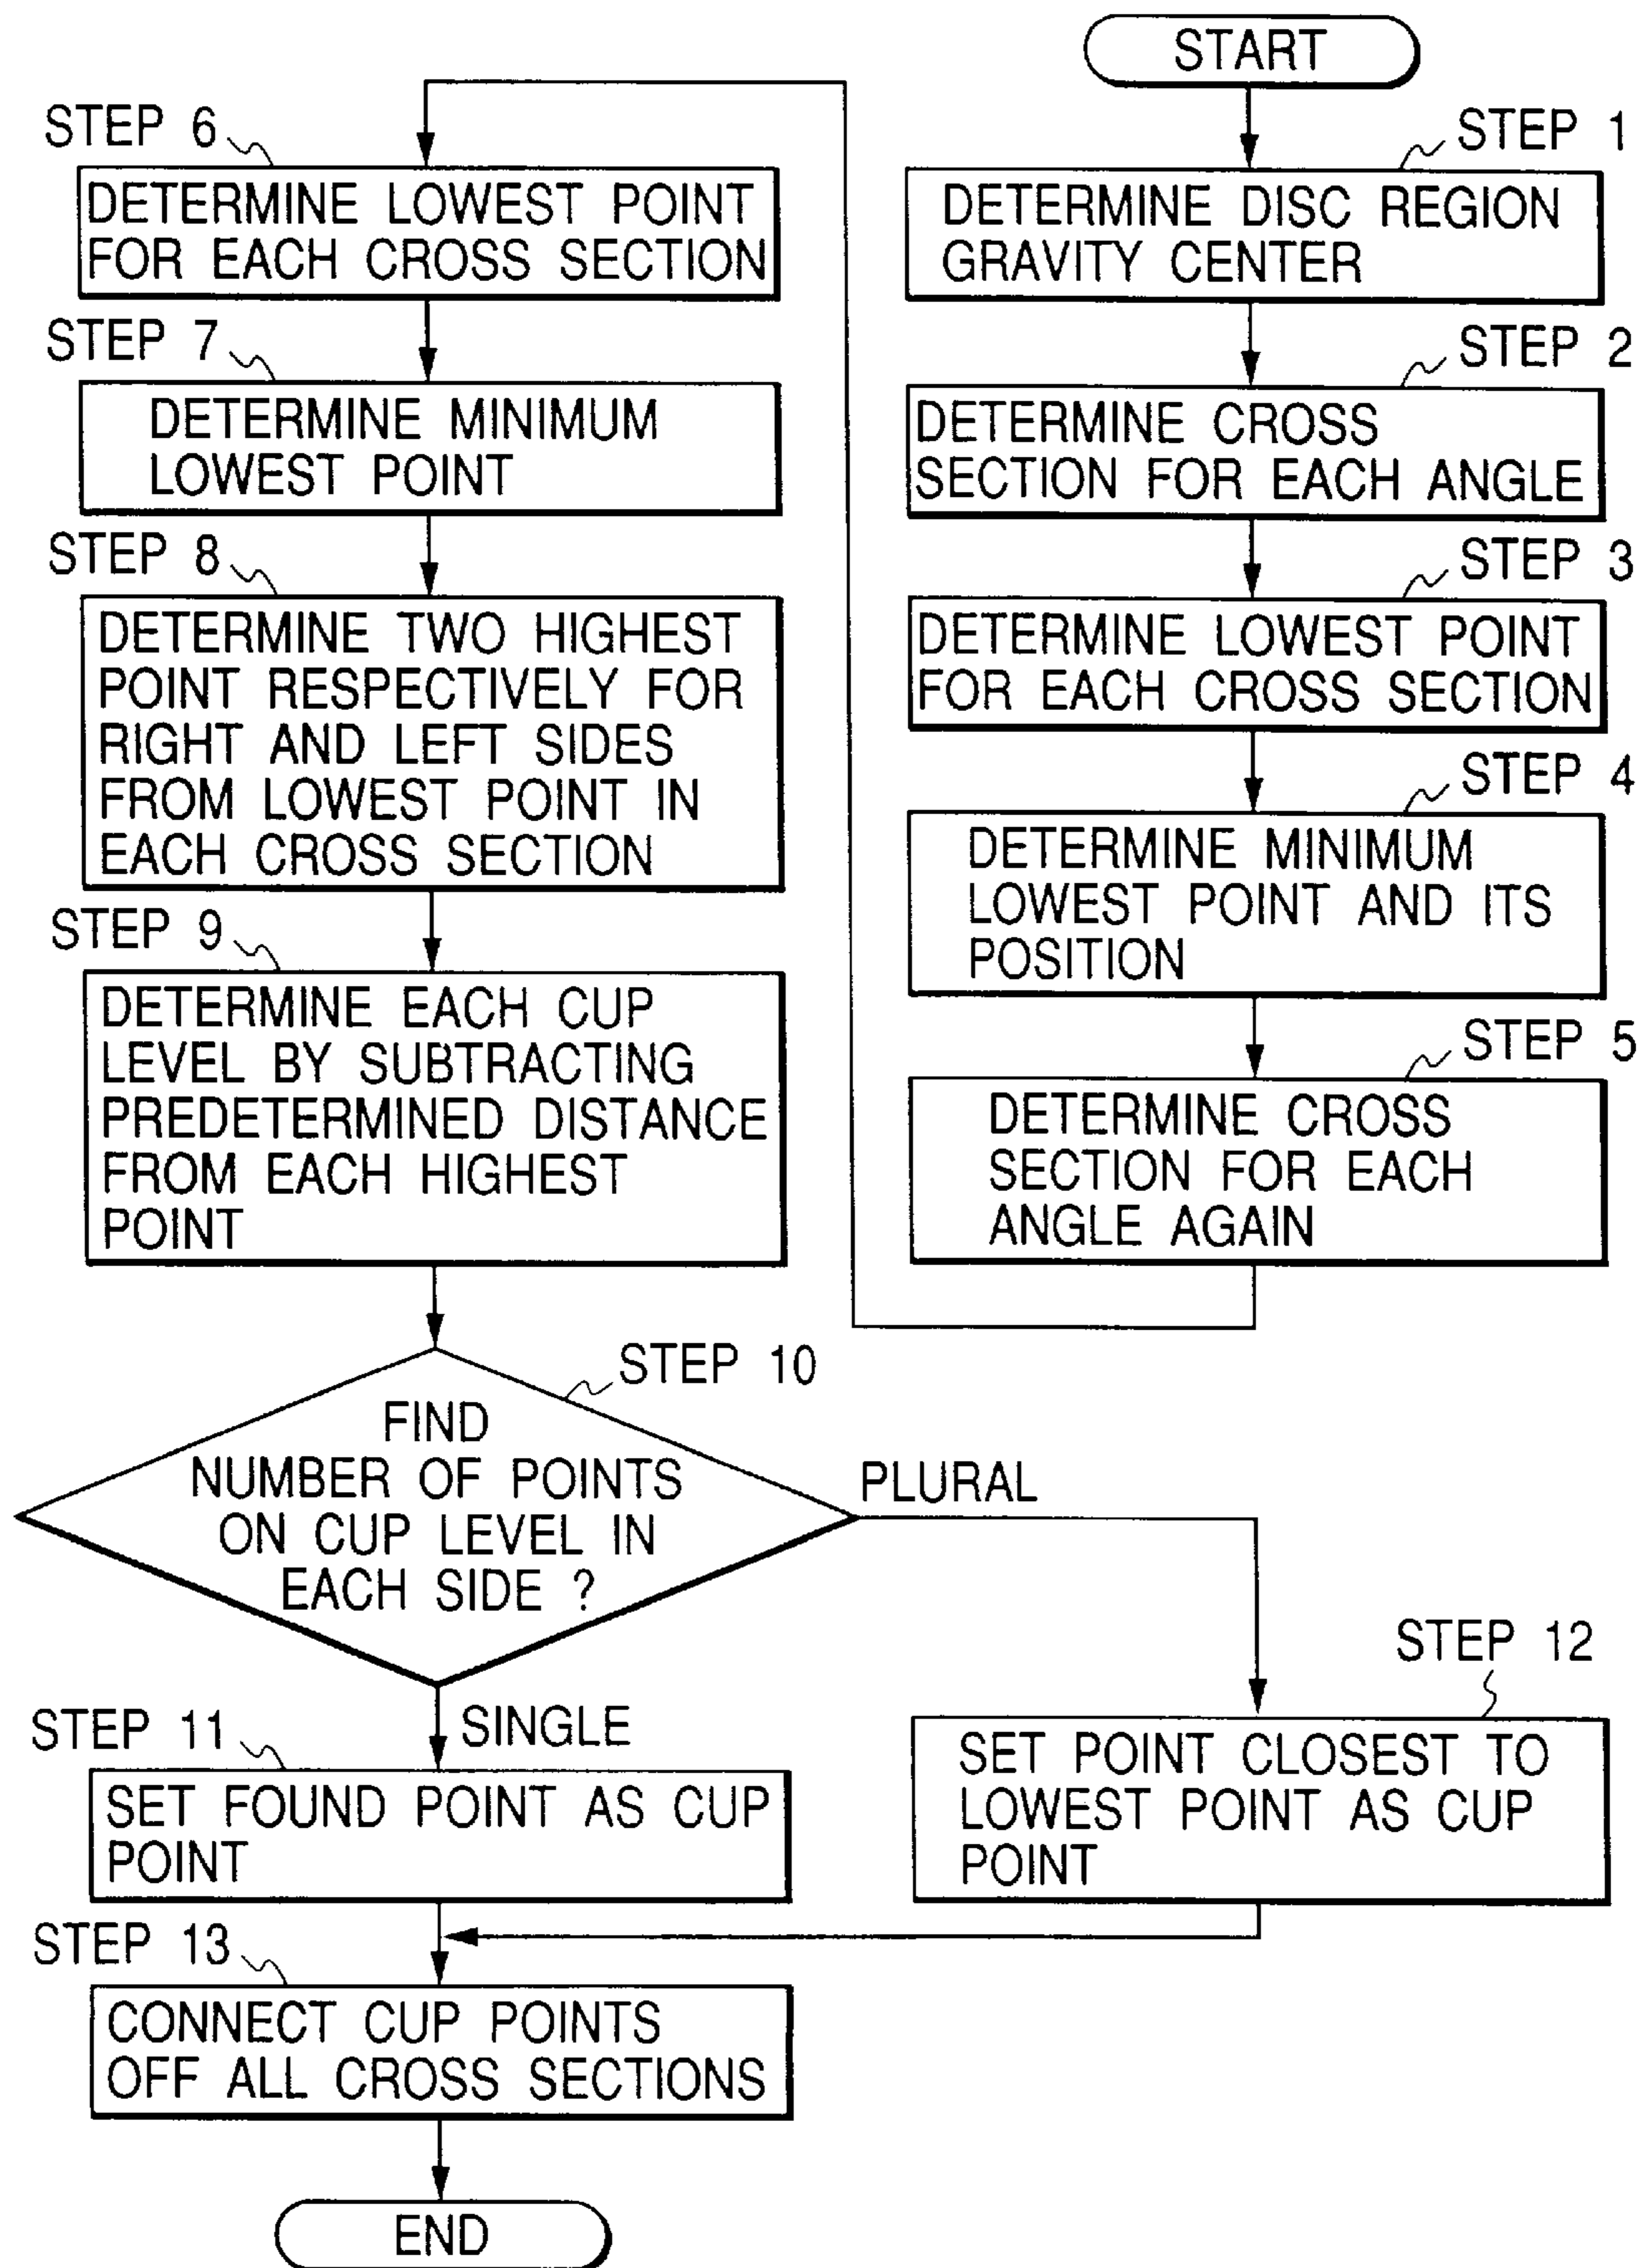 START
STEP 1
DETERMINE DISC REGION
GRAVITY CENTER
STEP 2
DETERMINE CROSS
SECTION FOR EACH ANGLE
STEP 3
DETERMINE LOWEST POINT
FOR EACH CROSS SECTION
STEP 4
DETERMINE MINIMUM
LOWEST POINT AND ITS
POSITION
STEP 5
DETERMINE CROSS
SECTION FOR EACH
ANGLE AGAIN
STEP 6
DETERMINE LOWEST POINT
FOR EACH CROSS SECTION
STEP 7
DETERMINE MINIMUM
LOWEST POINT
STEP 8
DETERMINE TWO HIGHEST
POINT RESPECTIVELY FOR
RIGHT AND LEFT SIDES
FROM LOWEST POINT IN
EACH CROSS SECTION
STEP 9
DETERMINE EACH CUP
LEVEL BY SUBTRACTING
PREDETERMINED DISTANCE
FROM EACH HIGHEST
POINT
STEP 10
FIND
NUMBER OF POINTS
ON CUP LEVEL IN
EACH SIDE ?
PLURAL
SINGLE
STEP 11
SET FOUND POINT AS CUP
POINT
STEP 12
SET POINT CLOSEST TO
LOWEST POINT AS CUP
POINT
STEP 13
CONNECT CUP POINTS
OFF ALL CROSS SECTIONS
END